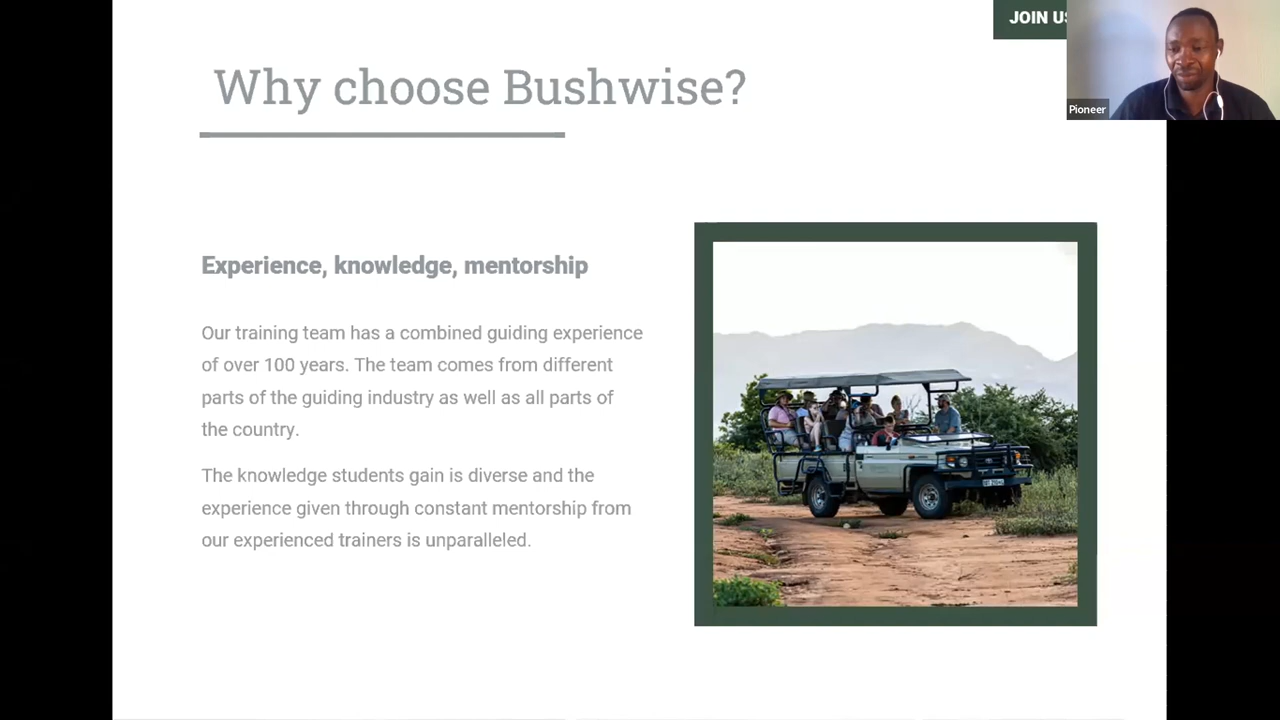 JOIN US
Pioneer
Why choose Bushwise?
Experience, knowledge, mentorship
Our training team has a combined guiding experience
of over 100 years. The team comes from different
parts of the guiding industry as well as all parts of
the country.
The knowledge students gain is diverse and the
experience given through constant mentorship from
our experienced trainers is unparalleled.